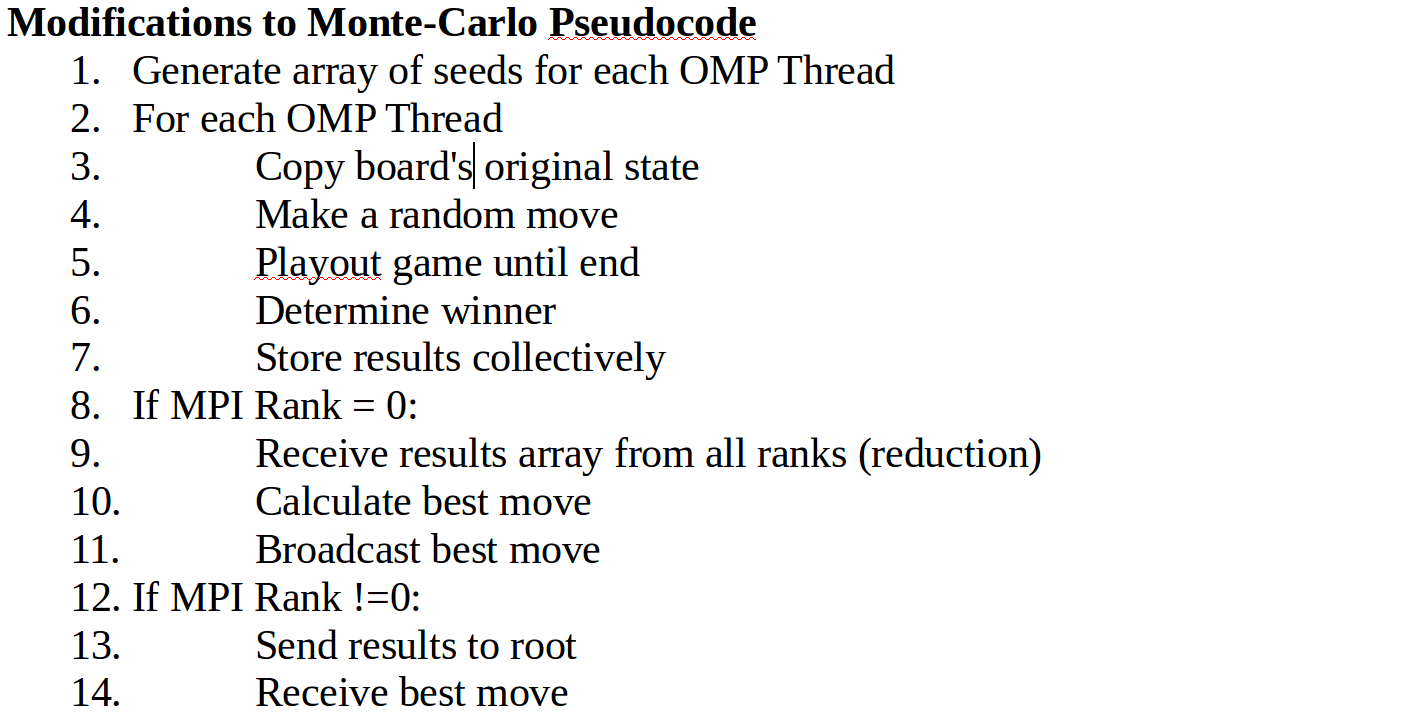 Modifications to Monte-Carlo Pseudocode
1. Generate array of seeds for each OMP Thread
2. For each OMP Thread
3. Copy board's original state
4. Make a random move
5. Playout game until end
6. Determine winner
7. Store results collectively
8. If MPI Rank = 0:
9. Receive results array from all ranks (reduction)
10. Calculate best move
11. Broadcast best move
12. If MPI Rank !=0:
13. Send results to root
14. Receive best move